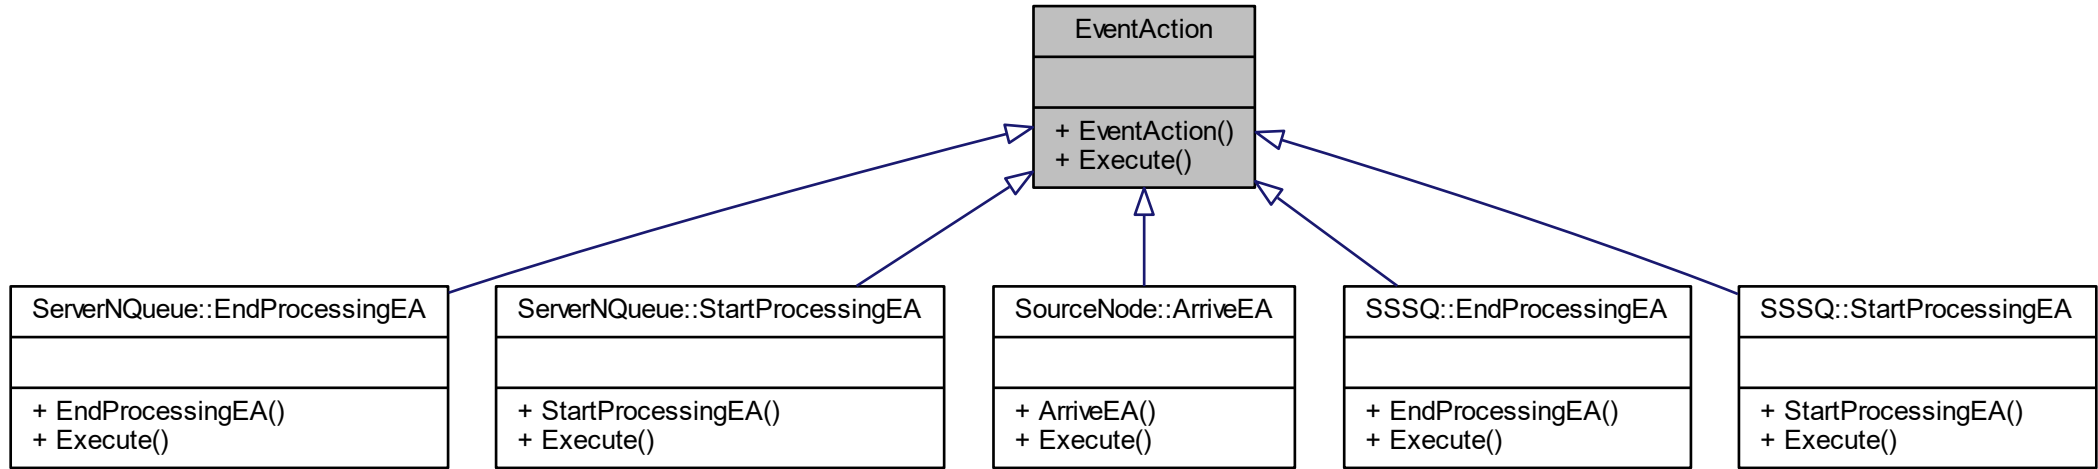 EventAction
+ EventAction()
+ Execute()
ServerNQueue::EndProcessingEA
+ EndProcessingEA()
+ Execute()
ServerNQueue::StartProcessingEA
+ StartProcessingEA()
+ Execute()
SourceNode::ArriveEA
+ ArriveEA()
+ Execute()
SSSQ::EndProcessingEA
+ EndProcessingEA()
+ Execute()
SSSQ::StartProcessingEA
+ StartProcessingEA()
+ Execute()